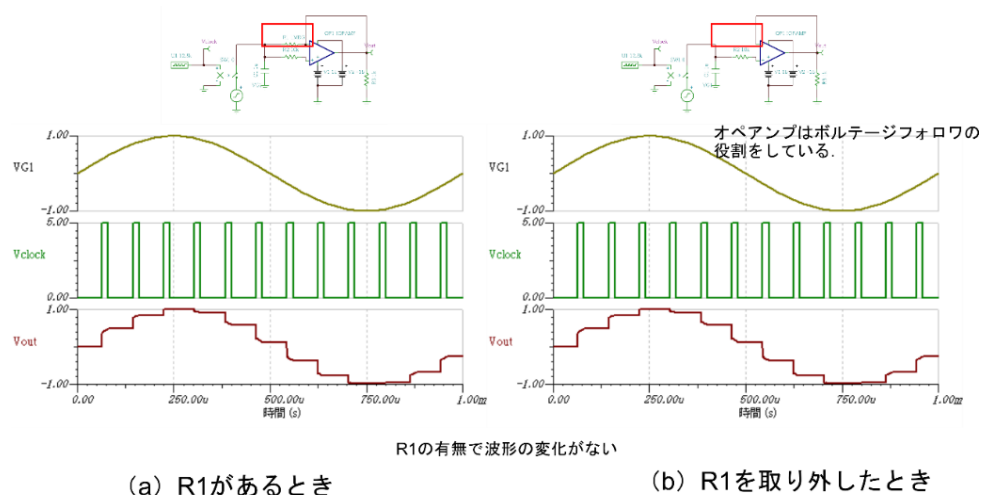 Vclock
Vout
オペアンプはボルテージフォロワの
役割をしている.
1.00
VG1
-1.00
5.00
Vclock
0.00
1.00
Vout
-1.00
0.00
250.00u
500.00u
750.00u
1.00m
時間(s)
1.00
VG1
-1.00
5.00
Vclock
0.00
1.00
Vout
-1.00
0.00
250.00u
500.00u
750.00u
1.00m
時間(s)
R1の有無で波形の変化がない
(a) R1があるとき
(b) R1を取り外したとき